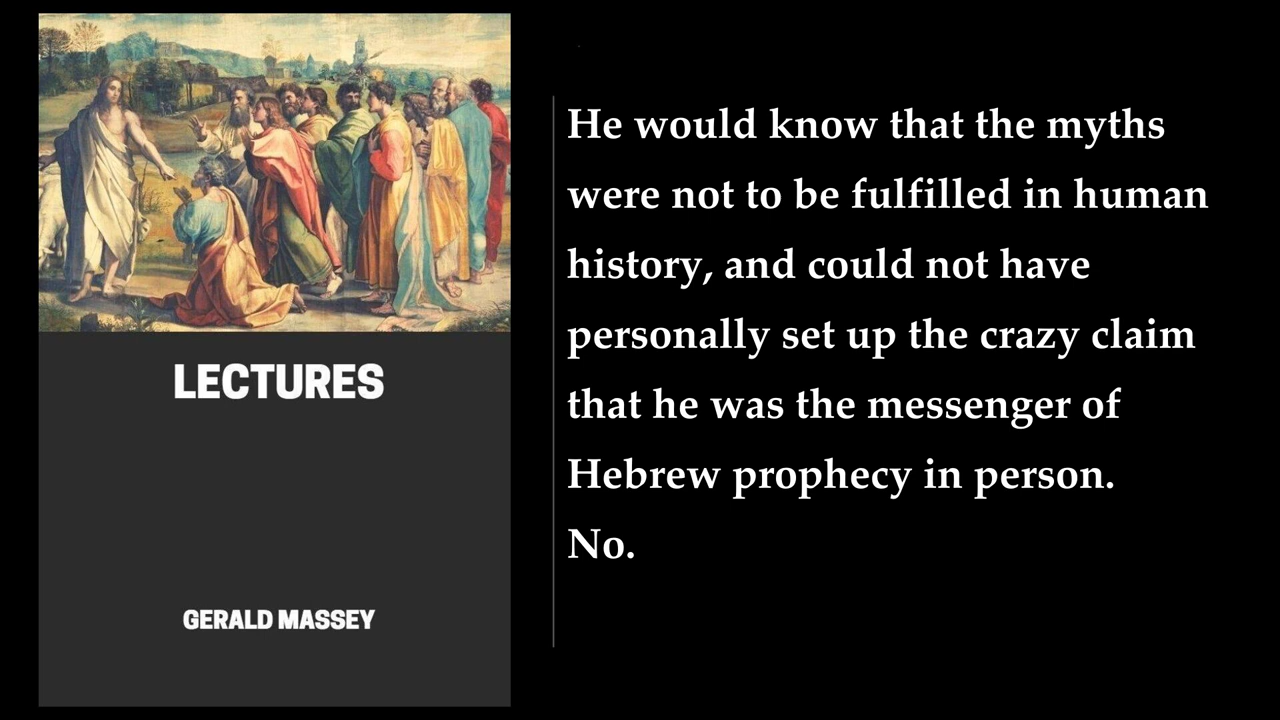 LECTURES
GERALD MASSEY
He would know that the myths
were not to be fulfilled in human
history, and could not have
personally set up the crazy claim
that he was the messenger of
Hebrew prophecy in person.
No.